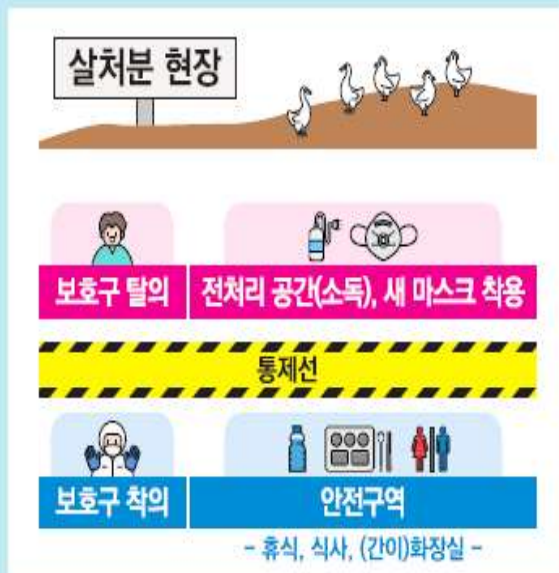 살처분 현장
보호구 탈의
전처리 공간(소독), 새 마스크 착용
통제선
보호구 착의
안전구역
- 휴식, 식사, (간이)화장실 -